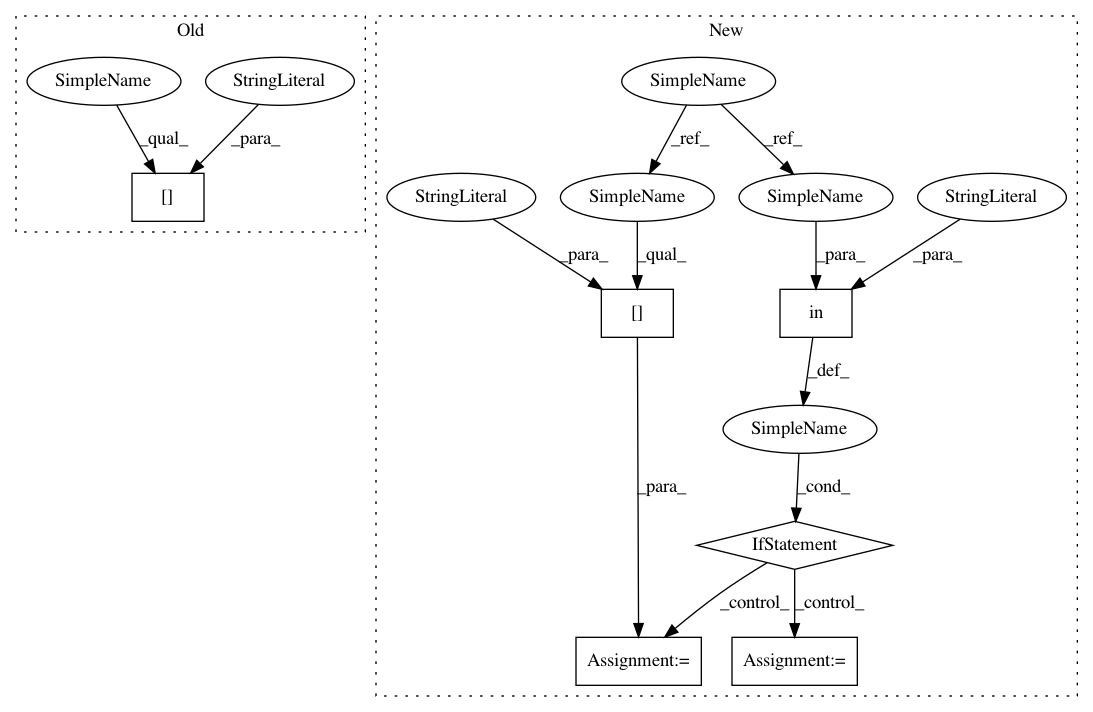 Old
New
SimpleName
StringLiteral
SimpleName
_qual_
_para_
_ref_
_ref_
[]
StringLiteral
SimpleName
SimpleName
StringLiteral
_para_
_qual_
_para_
_para_
[]
in
_def_
SimpleName
_para_
_cond_
IfStatement
_control_
_control_
Assignment:=
Assignment:=